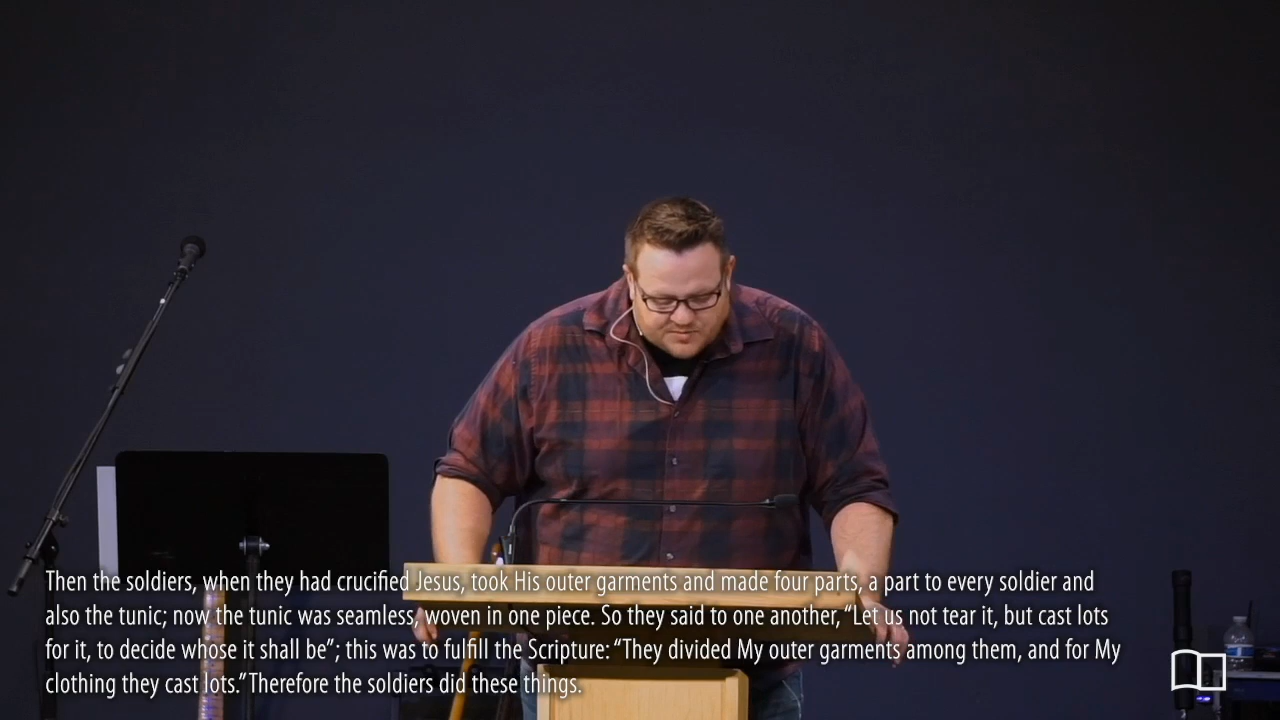 Then the soldiers, when they had crucified Jesus, took His outer garments and made four parts, a part to every soldier and
also the tunic; now the tunic was seamless, woven in one piece. So they said to one another, “Let us not tear it, but cast lots
for it, to decide whose it shall be”; this was to fulfill the Scripture: “They divided My outer garments among them, and for My
clothing they cast lots.” Therefore the soldiers did these things.